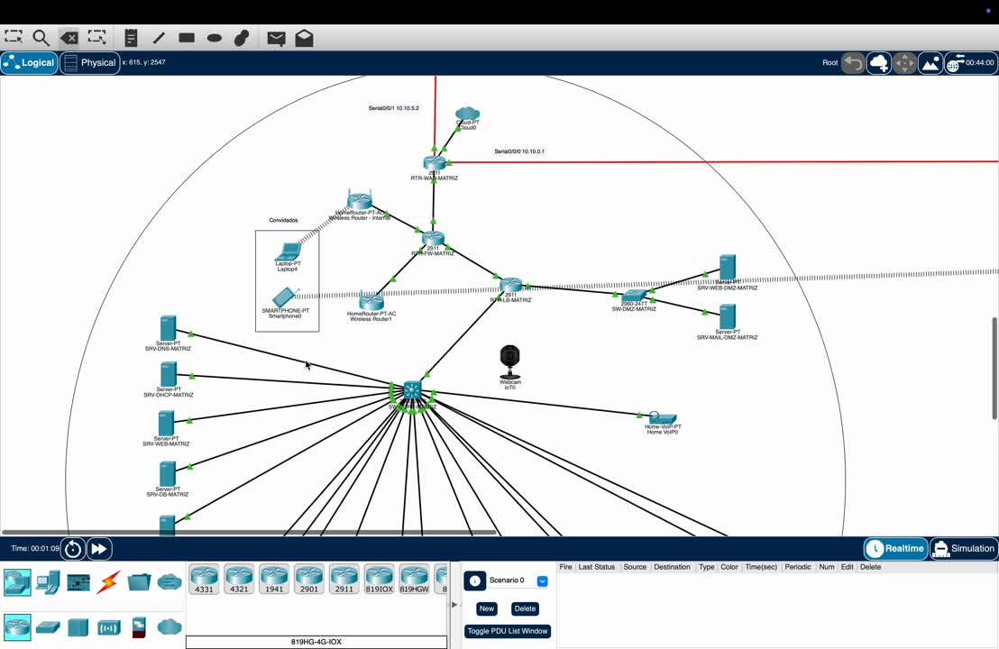 Logical
Physical
x: 615, y: 2547
Root
00:44:00
Serial0/0/1 10.10.5.2
Cloud-PT
Cloud0
Serial0/0/0 10.10.0.1
2911
RTR-WAN-MATRIZ
HomeRouter-PT-AC
Wireless Router - Internal
Convidados
2911
RTR-FW-MATRIZ
Laptop-PT
Laptop4
Server-PT
SRV-WEB-DMZ-MATRIZ
2911
RTR-LB-MATRIZ
SMARTPHONE-PT
Smartphone0
HomeRouter-PT-AC
Wireless Router1
2960-24TT
SW-DMZ-MATRIZ
Server-PT
SRV-MAIL-DMZ-MATRIZ
Server-PT
SRV-DNS-MATRIZ
Webcam
IoT0
Server-PT
SRV-DHCP-MATRIZ
Home-VoIP-PT
Home VoIP0
Server-PT
SRV-WEB-MATRIZ
Server-PT
SRV-DB-MATRIZ
Time: 00:01:09
Realtime
Simulation
4331
4321
1941
2901
2911
819IOX
819HGW
8
819HG-4G-IOX
Scenario 0
New
Delete
Toggle PDU List Window
Fire
Last Status
Source
Destination
Type
Color
Time(sec)
Periodic
Num
Edit
Delete